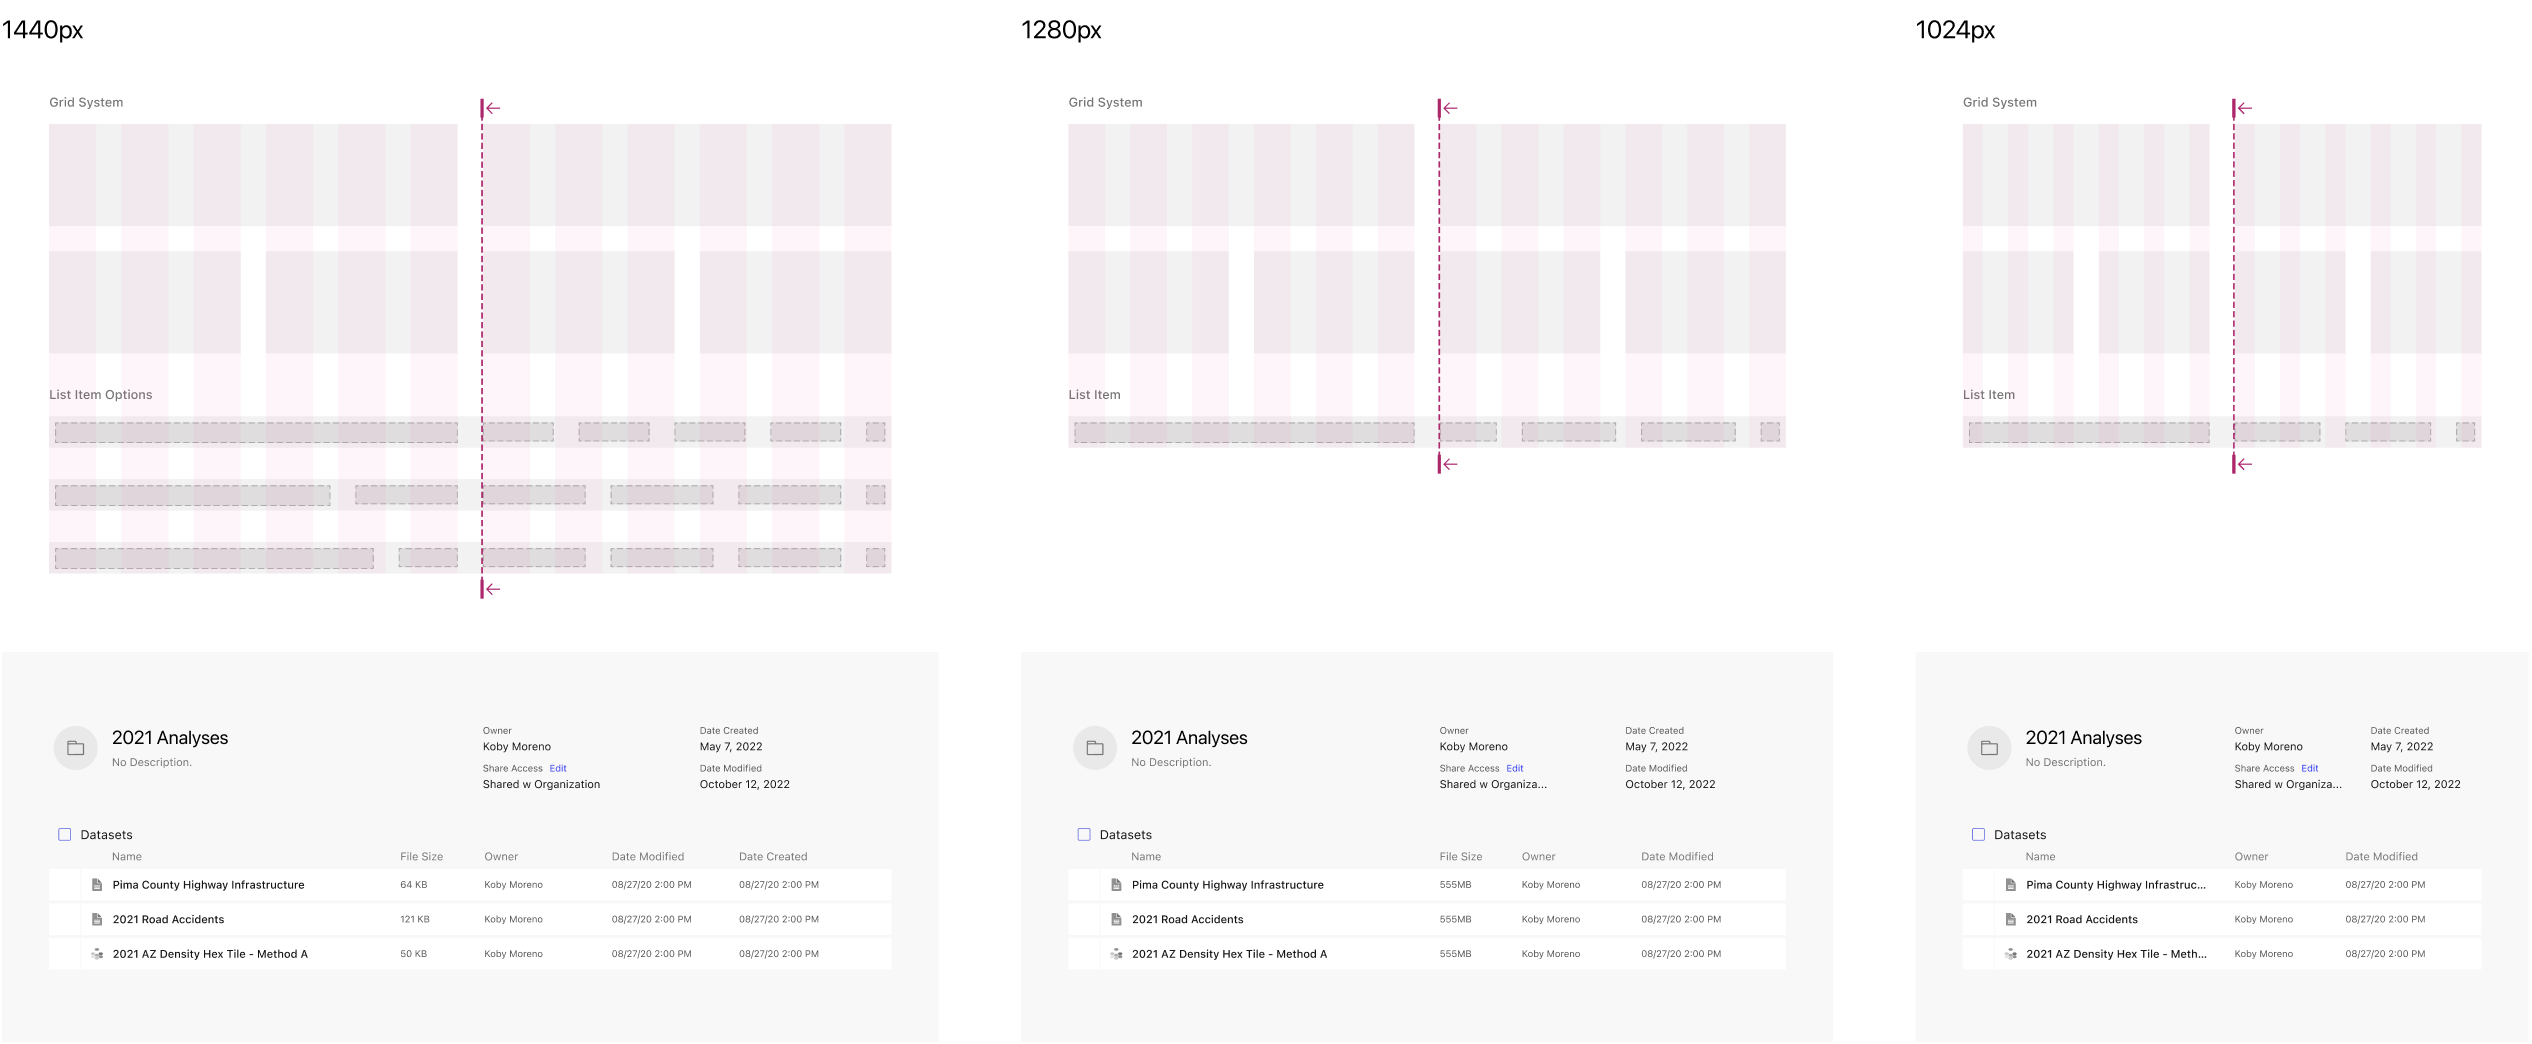 1440px
Grid System
List Item Options
2021 Analyses
No Description.
Owner
Koby Moreno
Share Access Edit
Shared w Organization
Date Created
May 7, 2022
Date Modified
October 12, 2022
Datasets
Name File Size Owner Date Modified Date Created
Pima County Highway Infrastructure 64 KB Koby Moreno 08/27/20 2:00 PM 08/27/20 2:00 PM
2021 Road Accidents 121 KB Koby Moreno 08/27/20 2:00 PM 08/27/20 2:00 PM
2021 AZ Density Hex Tile - Method A 50 KB Koby Moreno 08/27/20 2:00 PM 08/27/20 2:00 PM
1280px
Grid System
List Item
2021 Analyses
No Description.
Owner
Koby Moreno
Share Access Edit
Shared w Organiza...
Date Created
May 7, 2022
Date Modified
October 12, 2022
Datasets
Name File Size Owner Date Modified
Pima County Highway Infrastructure 555MB Koby Moreno 08/27/20 2:00 PM
2021 Road Accidents 555MB Koby Moreno 08/27/20 2:00 PM
2021 AZ Density Hex Tile - Method A 555MB Koby Moreno 08/27/20 2:00 PM
1024px
Grid System
List Item
2021 Analyses
No Description.
Owner
Koby Moreno
Share Access Edit
Shared w Organiza...
Date Created
May 7, 2022
Date Modified
October 12, 2022
Datasets
Name Owner Date Modified
Pima County Highway Infrastruc... Koby Moreno 08/27/20 2:00 PM
2021 Road Accidents Koby Moreno 08/27/20 2:00 PM
2021 AZ Density Hex Tile - Meth... Koby Moreno 08/27/20 2:00 PM